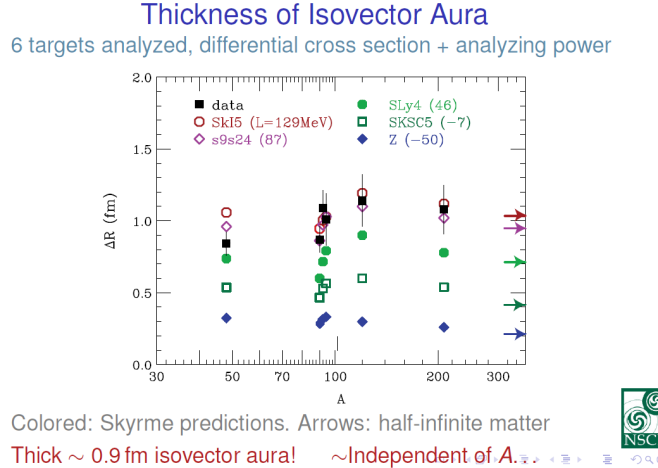 Thickness of Isovector Aura
6 targets analyzed, differential cross section + analyzing power
2.0
data
SkI5 (L=129MeV)
s9s24 (87)
SLy4 (46)
SKSC5 (−7)
Z (−50)
1.5
ΔR (fm)
1.0
0.5
0.0
30 50 70 100 200 300
A
Colored: Skyrme predictions. Arrows: half-infinite matter
NSC
Thick ∼ 0.9 fm isovector aura! ∼Independent of A...